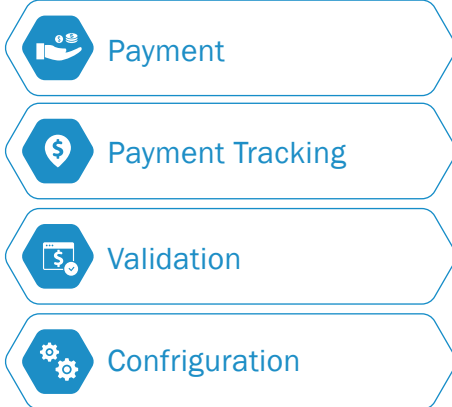 Payment
Payment Tracking
Validation
Confriguration